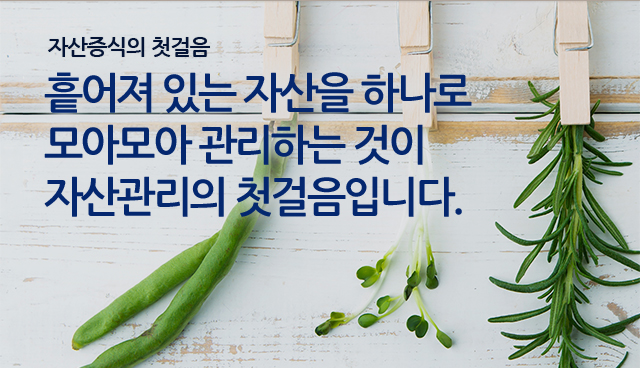 자산증식의 첫걸음
흩어져 있는 자산을 하나로
모아모아 관리하는 것이
자산관리의 첫걸음입니다.